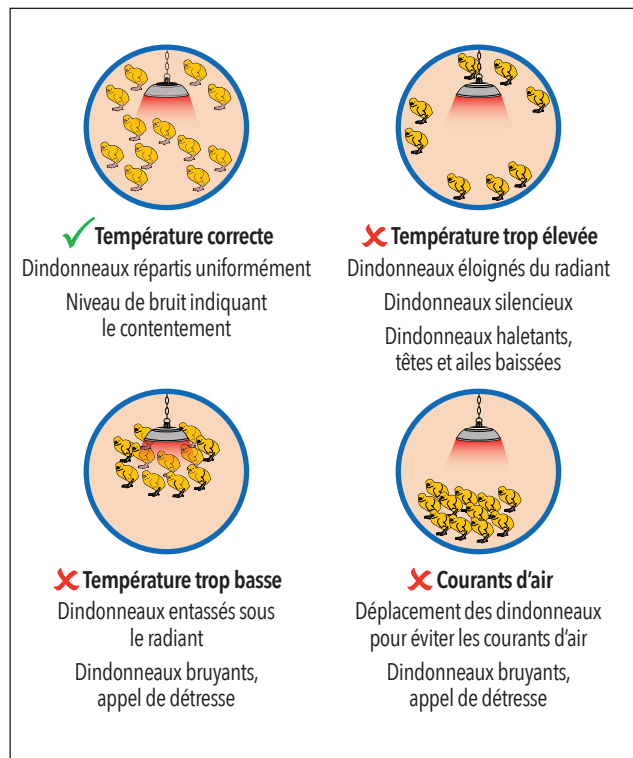 Température correcte
Dindonneaux répartis uniformément
Niveau de bruit indiquant
le contentement
Température trop élevée
Dindonneaux éloignés du radiant
Dindonneaux silencieux
Dindonneaux haletants,
têtes et ailes baissées
Température trop basse
Dindonneaux entassés sous
le radiant
Dindonneaux bruyants,
appel de détresse
Courants d'air
Déplacement des dindonneaux
pour éviter les courants d'air
Dindonneaux bruyants,
appel de détresse